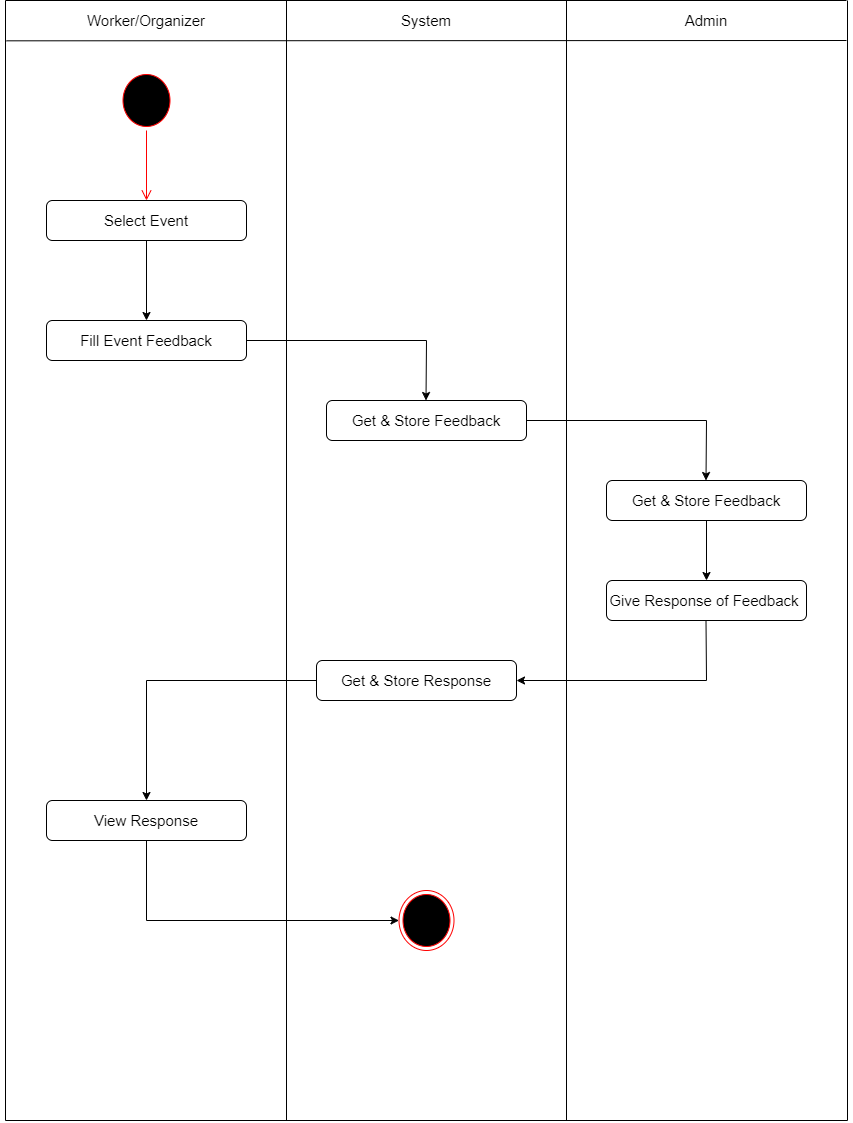 Worker/Organizer
System
Admin
Select Event
Fill Event Feedback
Get & Store Feedback
Get & Store Feedback
Give Response of Feedback
Get & Store Response
View Response